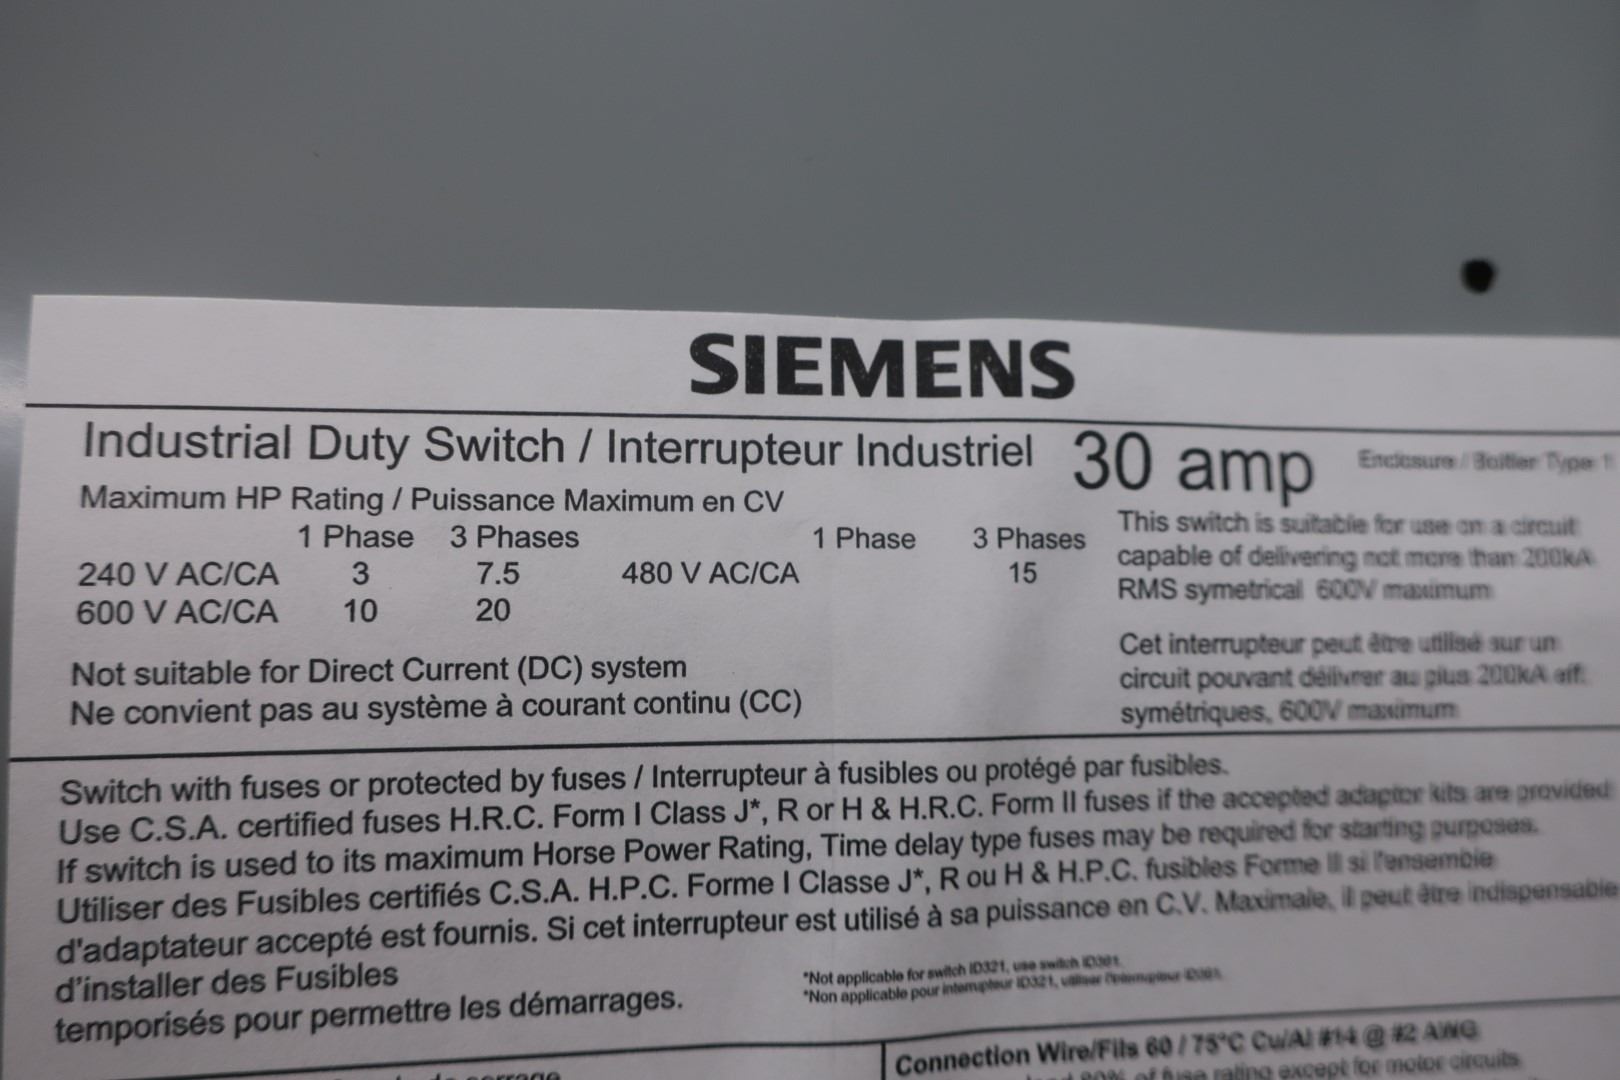 SIEMENS
Industrial Duty Switch / Interrupteur Industriel 30 amp Enclosure / Boitier Type 1
Maximum HP Rating / Puissance Maximum en CV
1 Phase 3 Phases 1 Phase 3 Phases
240 V AC/CA 3 7.5 480 V AC/CA 15
600 V AC/CA 10 20
Not suitable for Direct Current (DC) system
Ne convient pas au système à courant continu (CC)
This switch is suitable for use on a circuit
capable of delivering not more than 200kA
RMS symetrical 600V maximum
Cet interrupteur peut être utilisé sur un
circuit pouvant délivrer au plus 200kA eff.
symétriques, 600V maximum
Switch with fuses or protected by fuses / Interrupteur à fusibles ou protégé par fusibles.
Use C.S.A. certified fuses H.R.C. Form I Class J*, R or H & H.R.C. Form II fuses if the accepted adaptor kits are provided
If switch is used to its maximum Horse Power Rating, Time delay type fuses may be required for starting purposes.
Utiliser des Fusibles certifiés C.S.A. H.P.C. Forme I Classe J*, R ou H & H.P.C. fusibles Forme II si l'ensemble
d'adaptateur accepté est fournis. Si cet interrupteur est utilisé à sa puissance en C.V. Maximale, il peut être indispensable
d'installer des Fusibles
temporisés pour permettre les démarrages.
*Not applicable for switch ID321, use switch ID361.
*Non applicable pour interrupteur ID321, utiliser l'interrupteur ID361.
Connection Wire/Fils 60 / 75°C Cu/Al #14 @ #2 AWG
80% of fuse rating except for motor circuits
de serrage